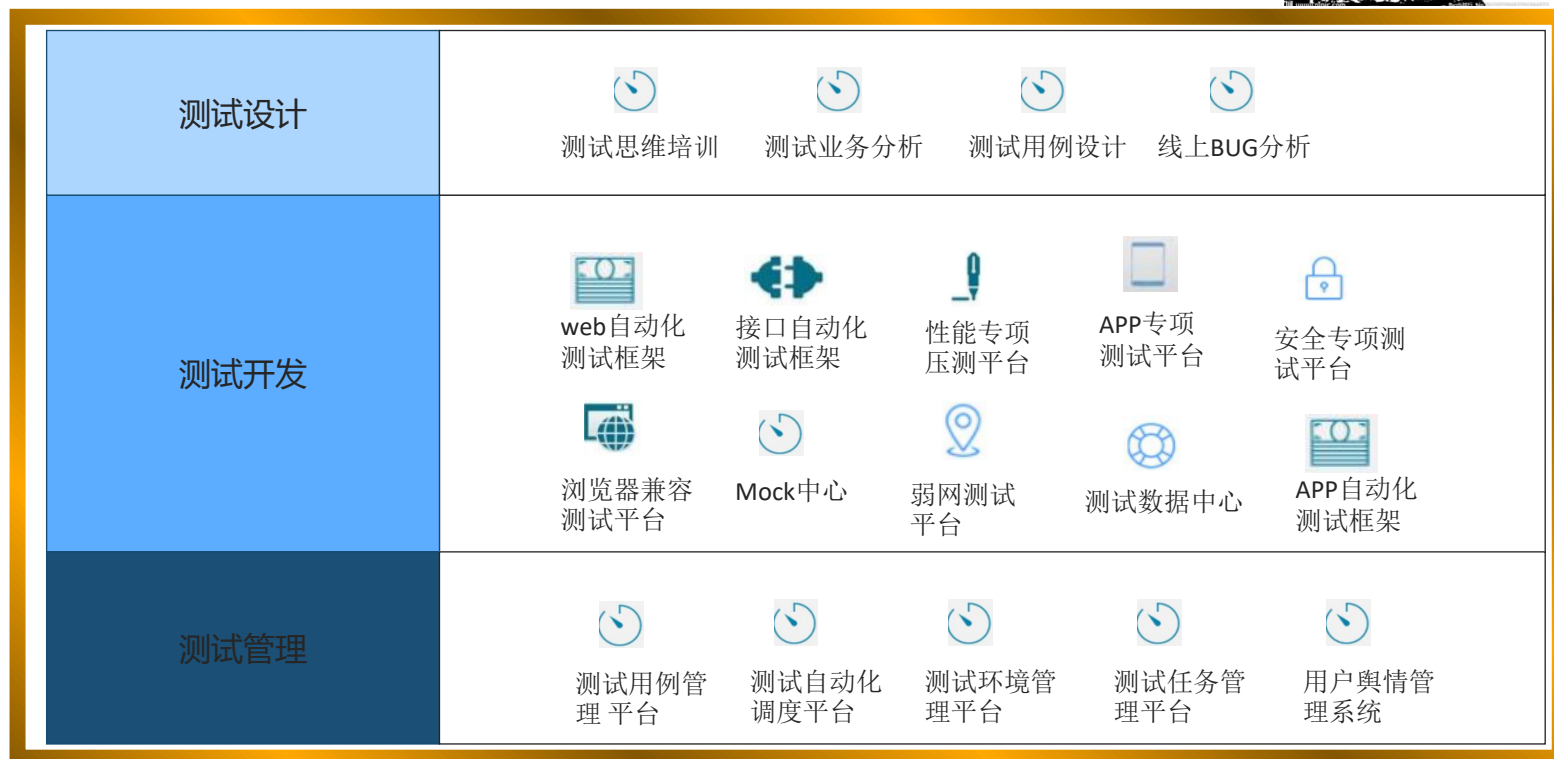 测试设计
测试思维培训 测试业务分析 测试用例设计 线上BUG分析
测试开发
web自动化
测试框架
接口自动化
测试框架
性能专项
压测平台
APP专项
测试平台
安全专项测
试平台
浏览器兼容
测试平台
Mock中心
弱网测试
平台
测试数据中心
APP自动化
测试框架
测试管理
测试用例管
理 平台
测试自动化
调度平台
测试环境管
理平台
测试任务管
理平台
用户舆情管
理系统